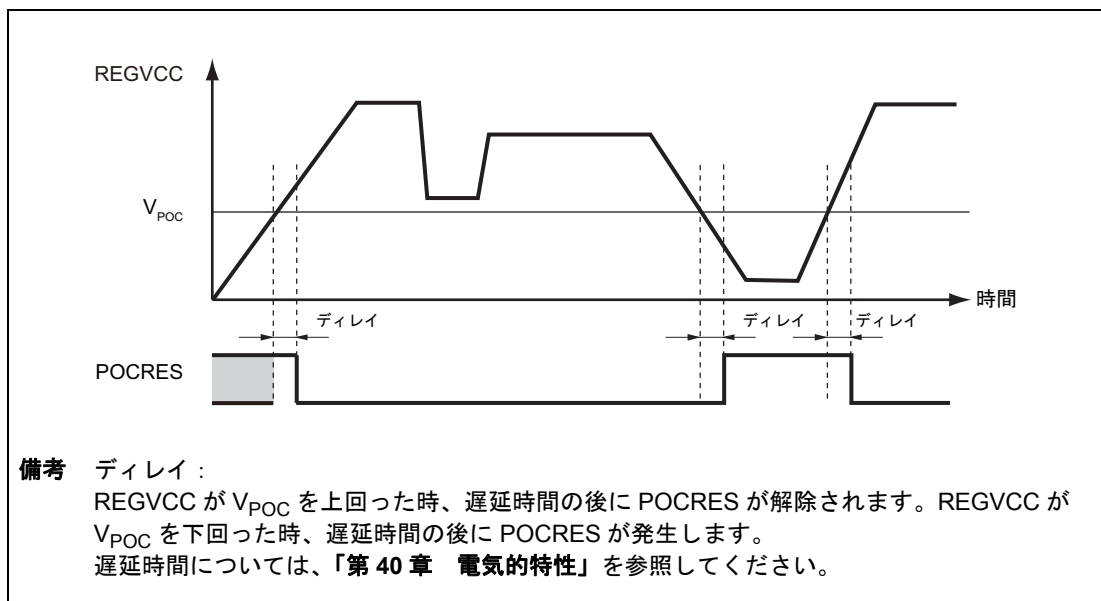 REGVCC
VPOC
時間
ディレイ ディレイ ディレイ
POCRES
備考 ディレイ：
REGVCC が VPOC を上回った時、遅延時間の後に POCRES が解除されます。REGVCC が
VPOC を下回った時、遅延時間の後に POCRES が発生します。
遅延時間については、「第 40 章　電気的特性」を参照してください。